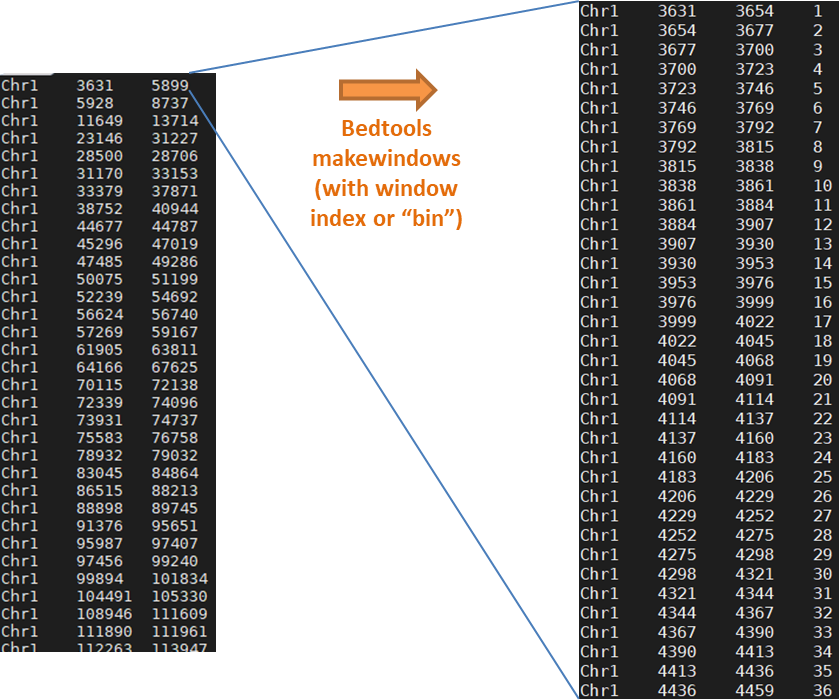 Chr1 3631 5899
Chr1 5928 8737
Chr1 11649 13714
Chr1 23146 31227
Chr1 28500 28706
Chr1 31170 33153
Chr1 33379 37871
Chr1 38752 40944
Chr1 44677 44787
Chr1 45296 47019
Chr1 47485 49286
Chr1 50075 51199
Chr1 52239 54692
Chr1 56624 56740
Chr1 57269 59167
Chr1 61905 63811
Chr1 64166 67625
Chr1 70115 72138
Chr1 72339 74096
Chr1 73931 74737
Chr1 75583 76758
Chr1 78932 79032
Chr1 83045 84864
Chr1 86515 88213
Chr1 88898 89745
Chr1 91376 95651
Chr1 95987 97407
Chr1 97456 99240
Chr1 99894 101834
Chr1 104491 105330
Chr1 108946 111609
Chr1 111890 111961
Chr1 112263 113947
Bedtools
makewindows
(with window
index or “bin”)
Chr1 3631 3654 1
Chr1 3654 3677 2
Chr1 3677 3700 3
Chr1 3700 3723 4
Chr1 3723 3746 5
Chr1 3746 3769 6
Chr1 3769 3792 7
Chr1 3792 3815 8
Chr1 3815 3838 9
Chr1 3838 3861 10
Chr1 3861 3884 11
Chr1 3884 3907 12
Chr1 3907 3930 13
Chr1 3930 3953 14
Chr1 3953 3976 15
Chr1 3976 3999 16
Chr1 3999 4022 17
Chr1 4022 4045 18
Chr1 4045 4068 19
Chr1 4068 4091 20
Chr1 4091 4114 21
Chr1 4114 4137 22
Chr1 4137 4160 23
Chr1 4160 4183 24
Chr1 4183 4206 25
Chr1 4206 4229 26
Chr1 4229 4252 27
Chr1 4252 4275 28
Chr1 4275 4298 29
Chr1 4298 4321 30
Chr1 4321 4344 31
Chr1 4344 4367 32
Chr1 4367 4390 33
Chr1 4390 4413 34
Chr1 4413 4436 35
Chr1 4436 4459 36